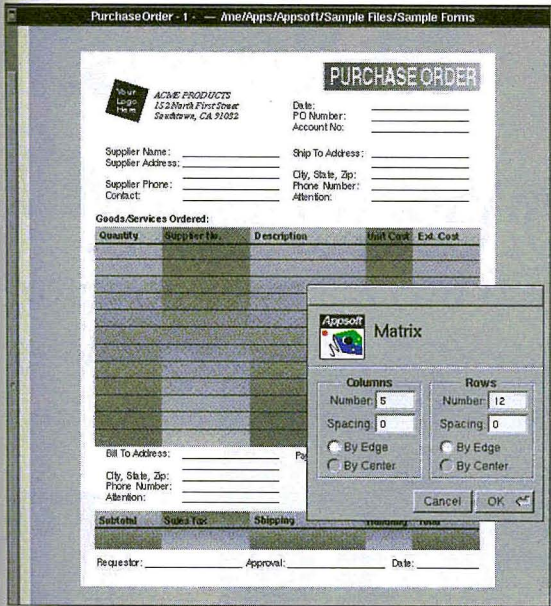 PurchaseOrder - 1 - — /me/Apps/Appsoft/Sample Files/Sample Forms
PURCHASE ORDER
Your
Logo
Here
ACME PRODUCTS
152 North First Street
Sauthtawn, CA 91032
Date:
PO Number:
Account No:
Supplier Name:
Supplier Address:
Supplier Phone:
Contact:
Ship To Address:
City, State, Zip:
Phone Number:
Attention:
Goods/Services Ordered:
Quantity Supplier No. Description Unit Cost Ext. Cost
Appsoft
Matrix
Columns
Number: 5
Spacing: 0
By Edge
By Center
Rows
Number: 12
Spacing: 0
By Edge
By Center
Cancel OK
Bill To Address:
City, State, Zip:
Phone Number:
Attention:
Subtotal Sales Tax Shipping Handling Total
Requestor: Approval: Date: